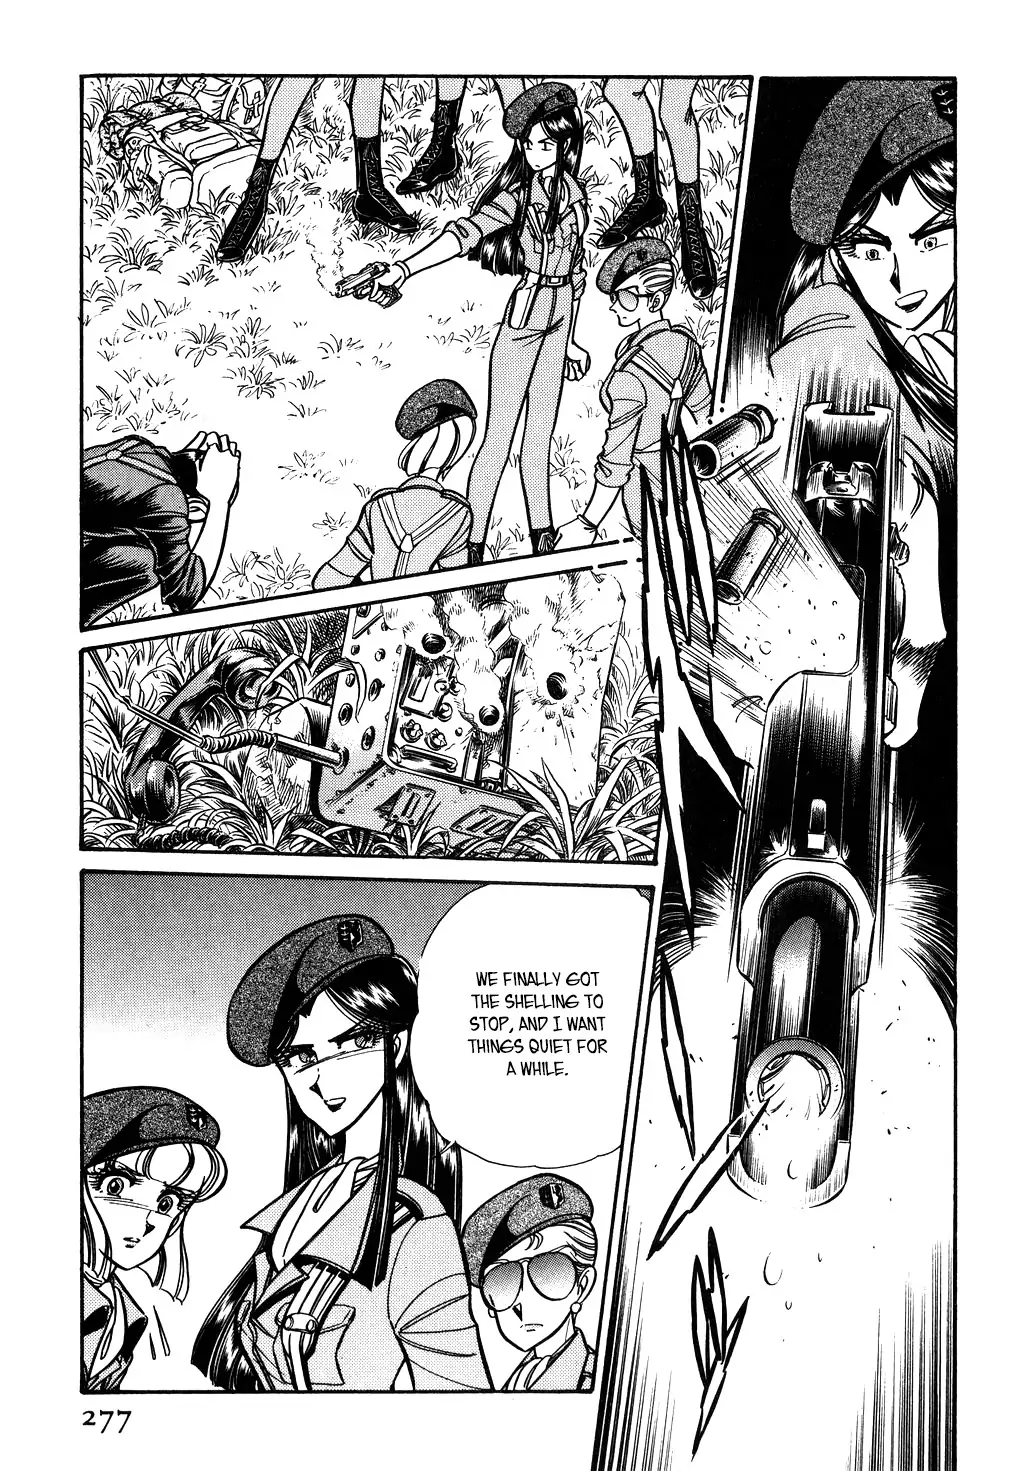 WE FINALLY GOT
THE SHELLING TO
STOP, AND I WANT
THINGS QUIET FOR
A WHILE.
277